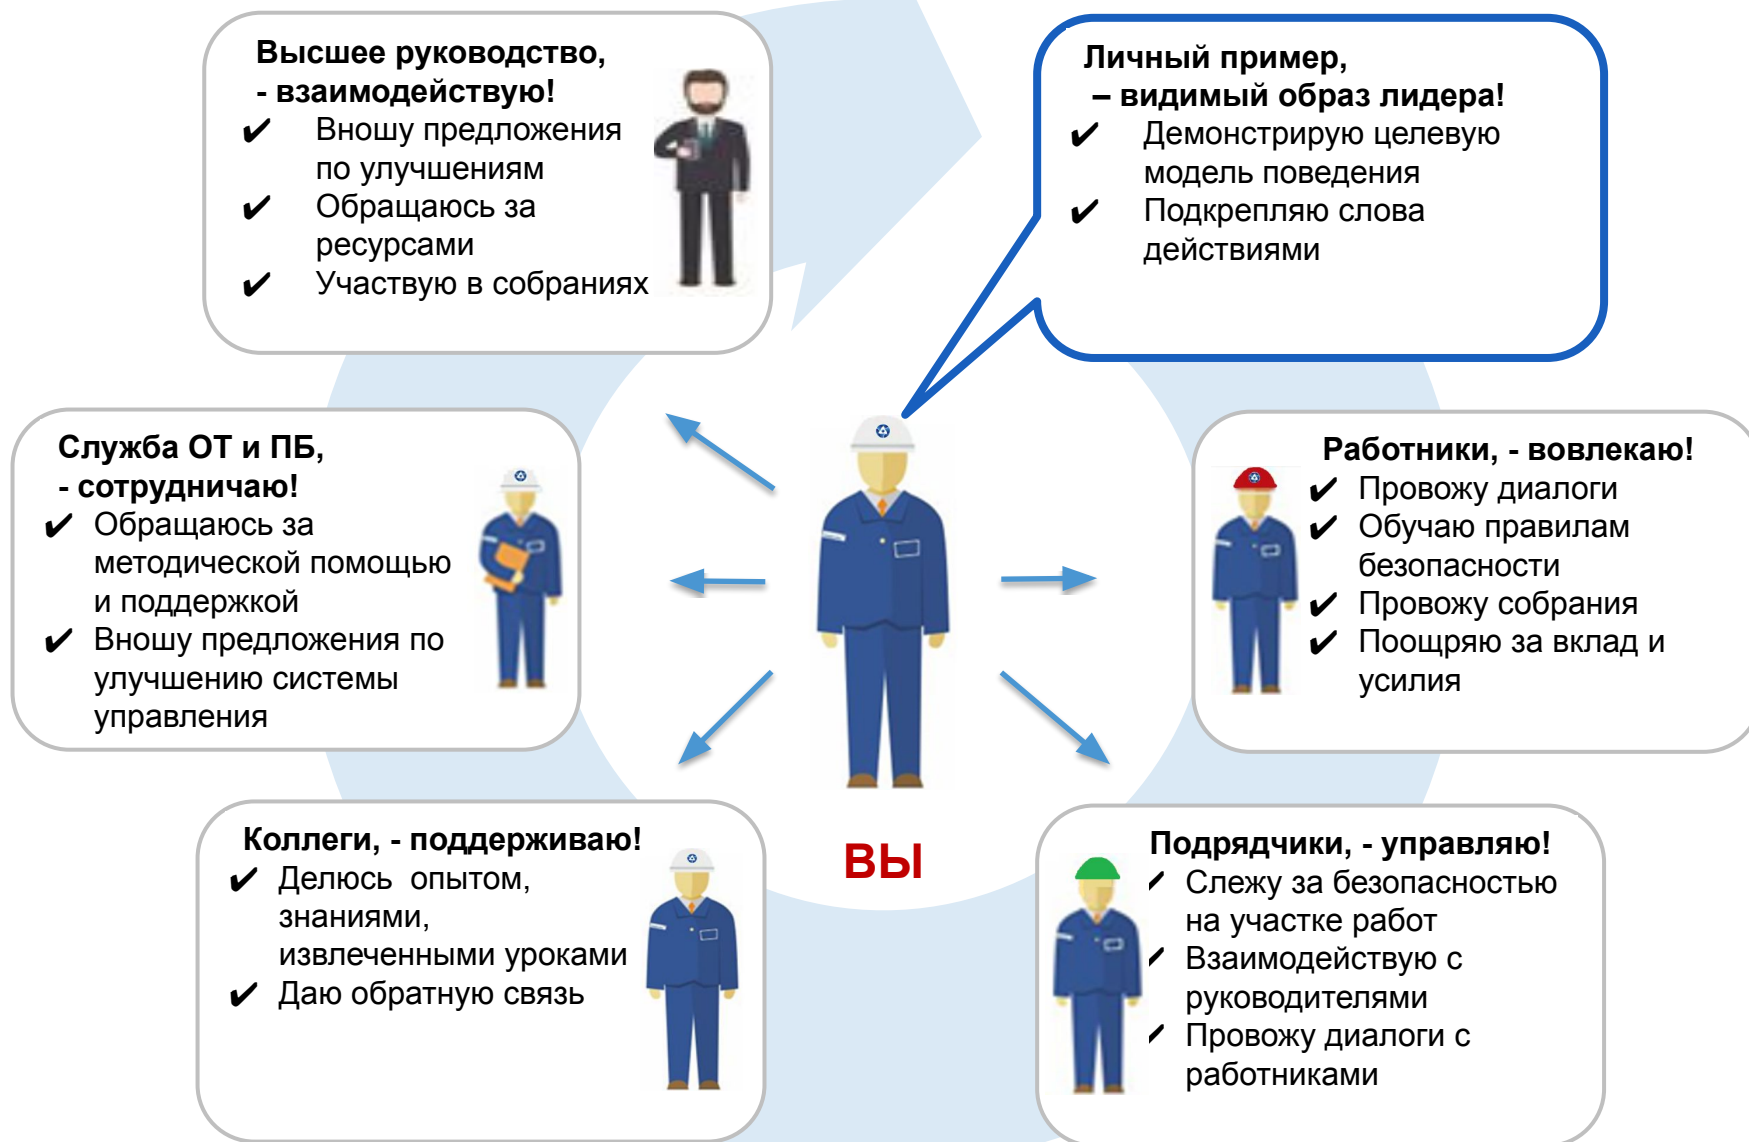 Высшее руководство,
- взаимодействую!
✔ Вношу предложения
по улучшениям
✔ Обращаюсь за
ресурсами
✔ Участвую в собраниях
Личный пример,
– видимый образ лидера!
✔ Демонстрирую целевую
модель поведения
✔ Подкрепляю слова
действиями
Служба ОТ и ПБ,
- сотрудничаю!
✔ Обращаюсь за
методической помощью
и поддержкой
✔ Вношу предложения по
улучшению системы
управления
Работники, - вовлекаю!
✔ Провожу диалоги
✔ Обучаю правилам
безопасности
✔ Провожу собрания
✔ Поощряю за вклад и
усилия
Коллеги, - поддерживаю!
✔ Делюсь опытом,
знаниями,
извлеченными уроками
✔ Даю обратную связь
ВЫ
Подрядчики, - управляю!
✔ Слежу за безопасностью
на участке работ
✔ Взаимодействую с
руководителями
✔ Провожу диалоги с
работниками